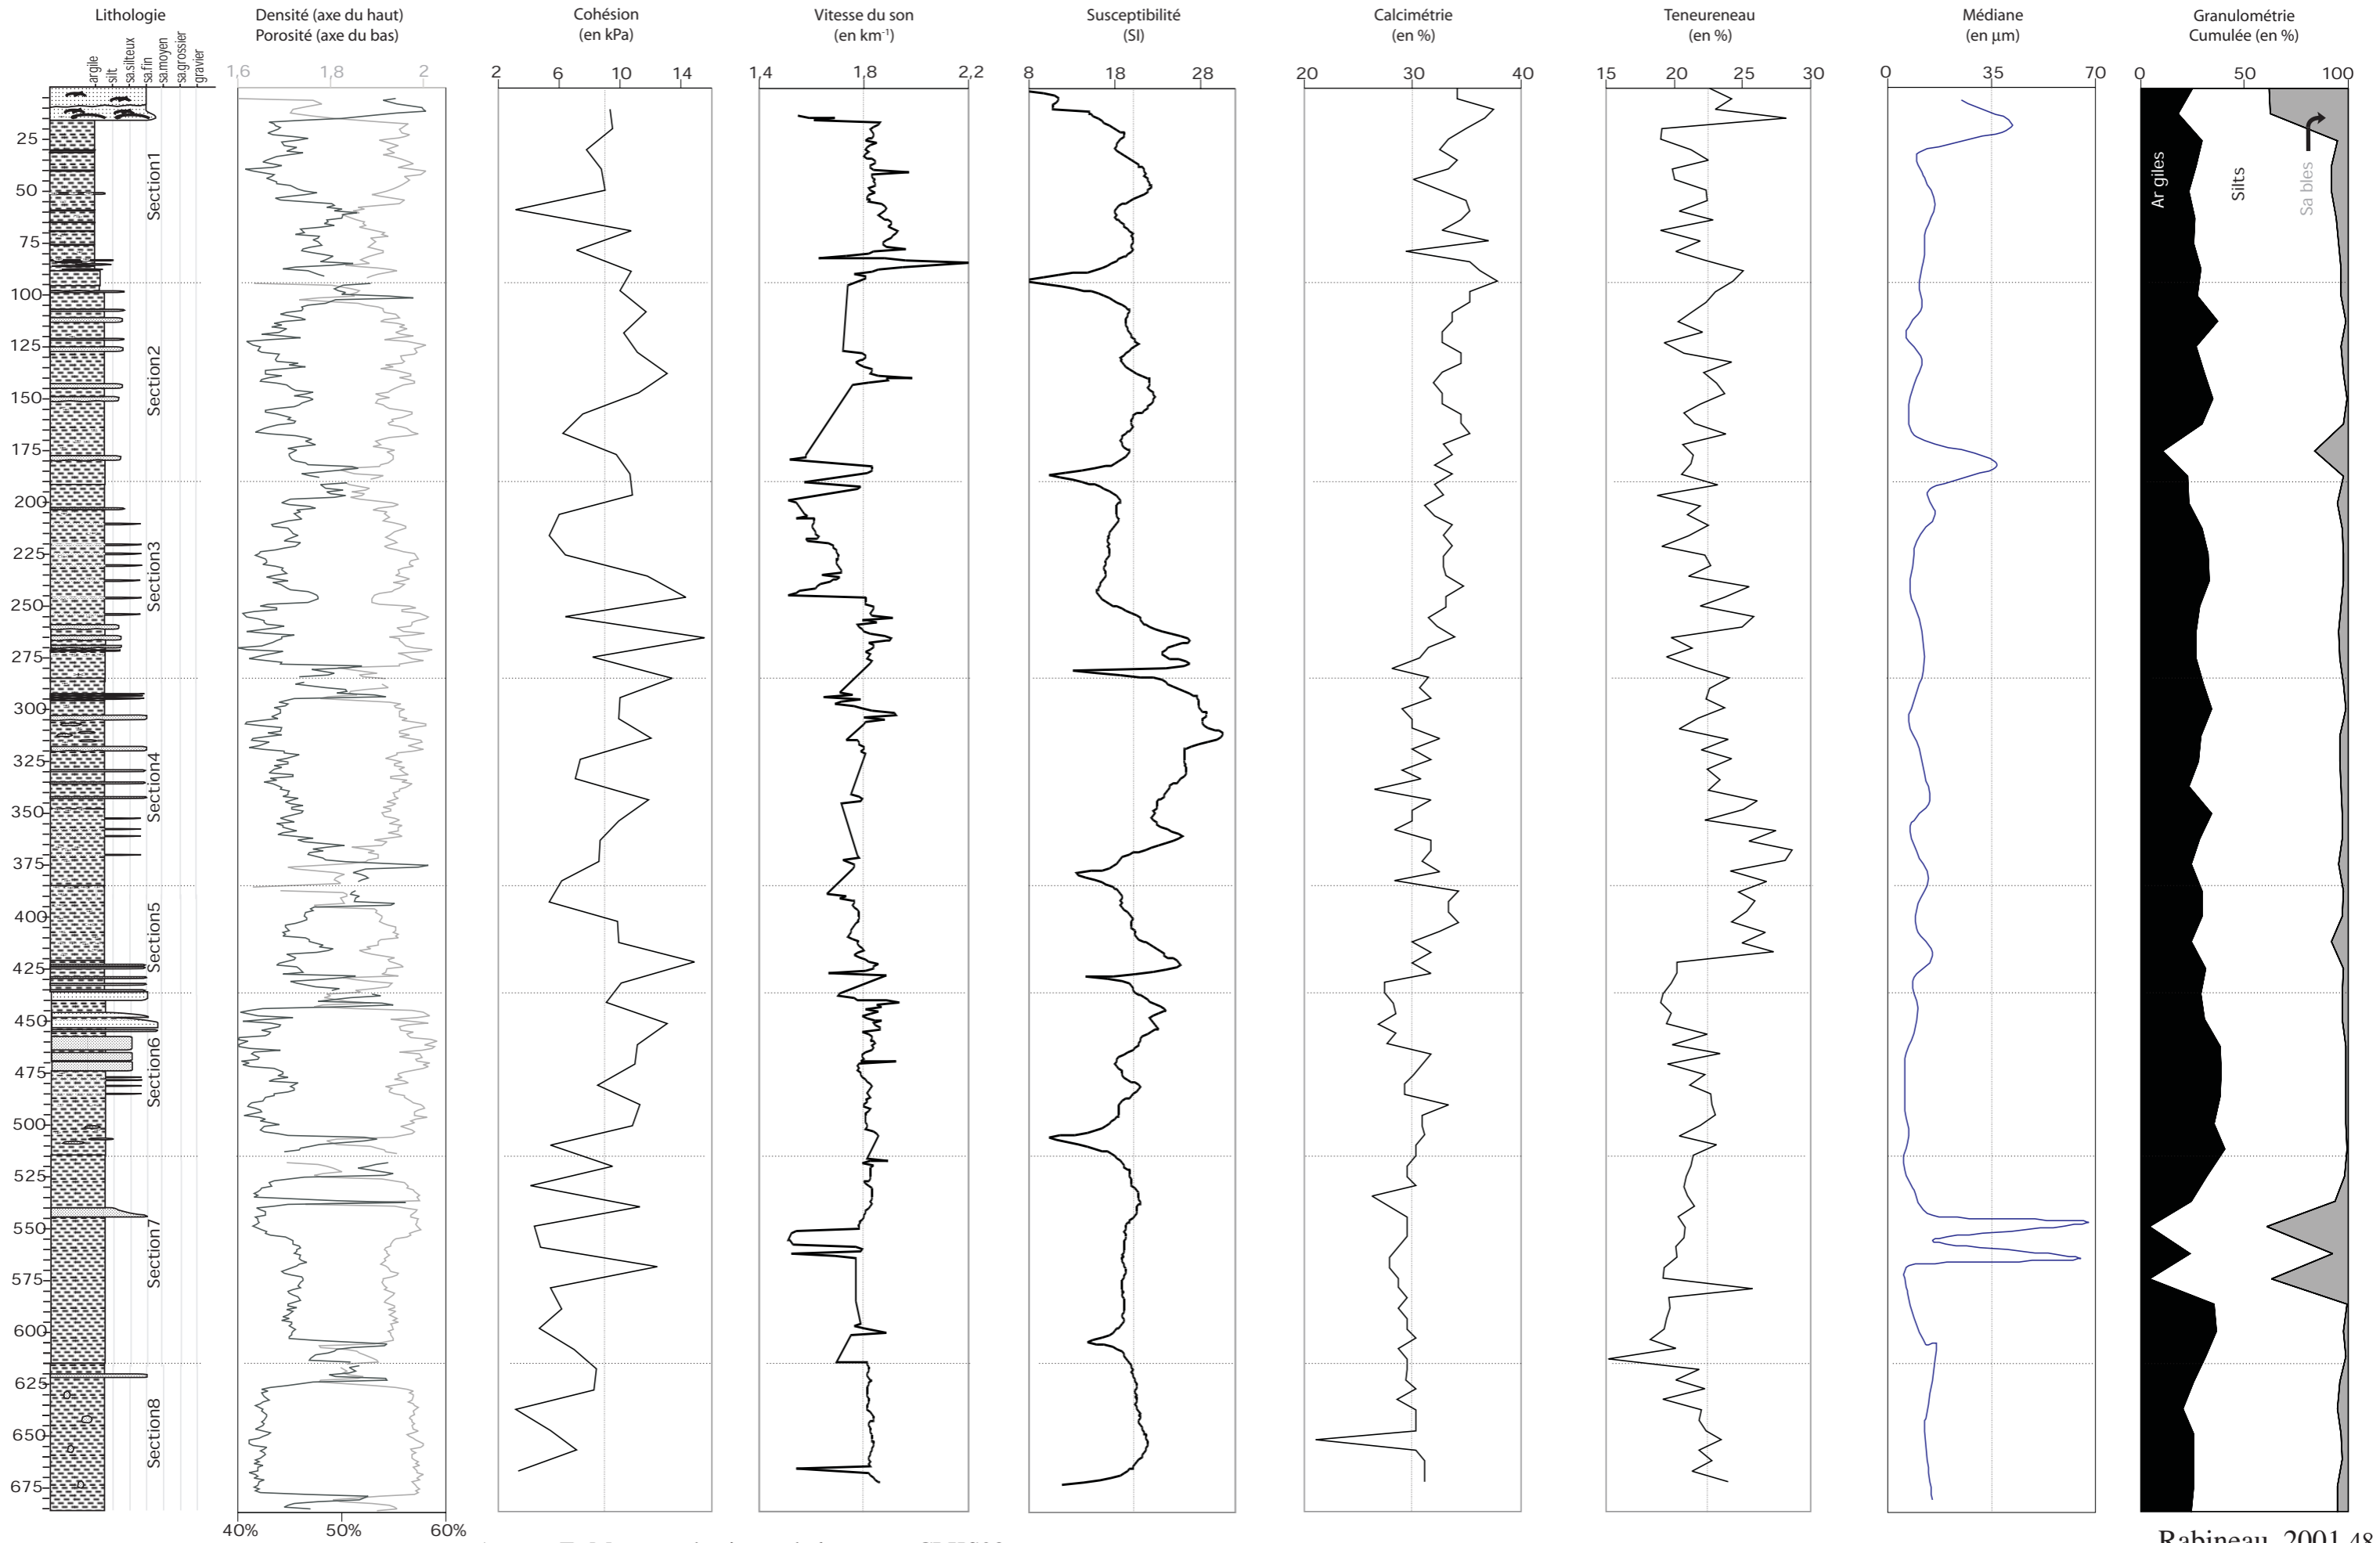 Lithologie
Densité (axe du haut)
Porosité (axe du bas)
Cohésion
(en kPa)
Vitesse du son
(en km⁻¹)
Susceptibilité
(SI)
Calcimétrie
(en %)
Teneureneau
(en %)
Médiane
(en µm)
Granulométrie
Cumulée (en %)
argile
silt
sa.silteux
sa.fin
sa.moyen
sa.grossier
gravier
1.6 1,8 2
2 6 10 14
1,4 1,8 2,2
8 18 28
20 30 40
15 20 25 30
0 35 70
0 50 100
25
50
75
100
125
150
175
200
225
250
275
300
325
350
375
400
425
450
475
500
525
550
575
600
625
650
675
Section1
Section2
Section3
Section4
Section5
Section6
Section7
Section8
Ar giles
Silts
Sa bles
40% 50% 60%
Rabineau, 2001 48